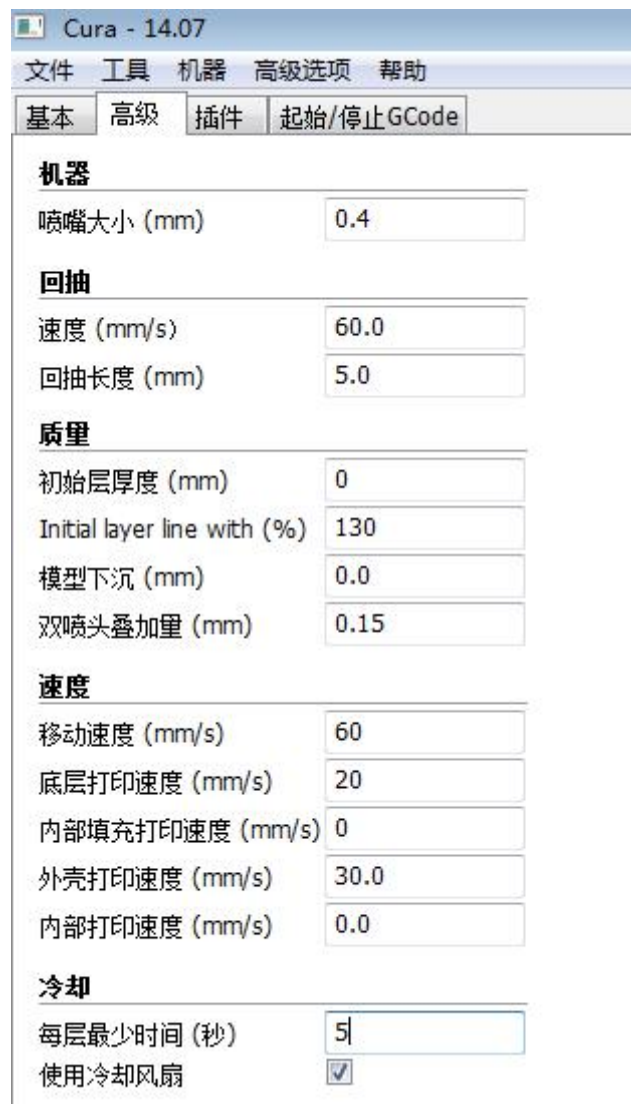 Cura - 14.07
文件 工具 机器 高级选项 帮助
基本 高级 插件 起始/停止GCode
机器
喷嘴大小 (mm) 0.4
回抽
速度 (mm/s) 60.0
回抽长度 (mm) 5.0
质量
初始层厚度 (mm) 0
Initial layer line with (%) 130
模型下沉 (mm) 0.0
双喷头叠加量 (mm) 0.15
速度
移动速度 (mm/s) 60
底层打印速度 (mm/s) 20
内部填充打印速度 (mm/s) 0
外壳打印速度 (mm/s) 30.0
内部打印速度 (mm/s) 0.0
冷却
每层最少时间 (秒) 5
使用冷却风扇